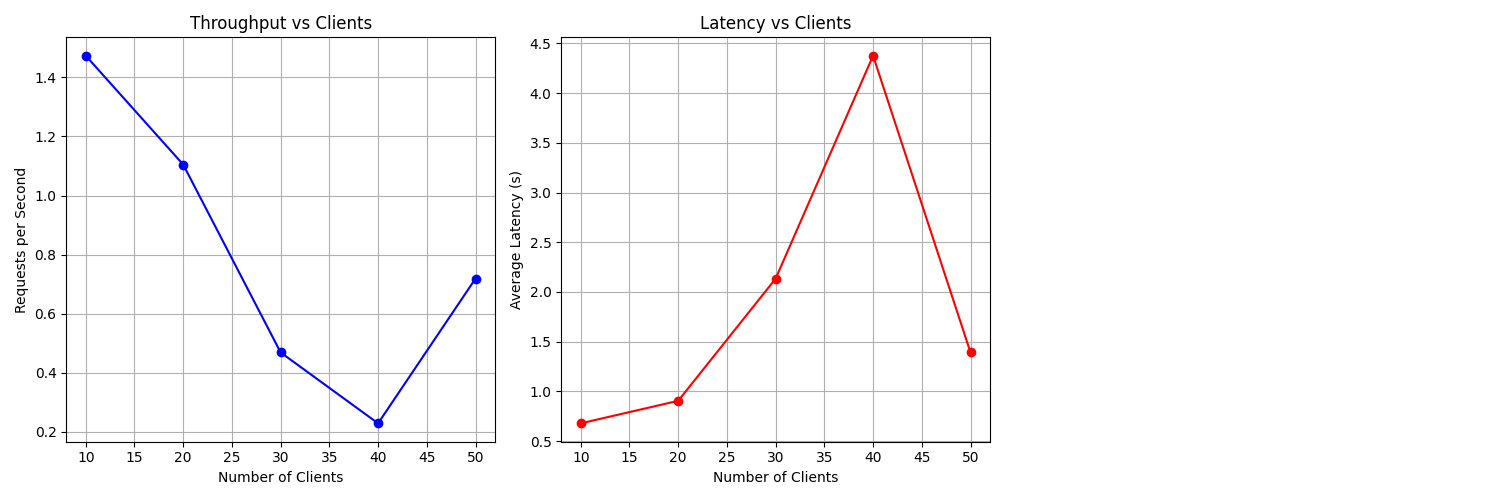 Throughput vs Clients
Requests per Second
1.4
1.2
1.0
0.8
0.6
0.4
0.2
10 15 20 25 30 35 40 45 50
Number of Clients
Latency vs Clients
Average Latency (s)
4.5
4.0
3.5
3.0
2.5
2.0
1.5
1.0
0.5
10 15 20 25 30 35 40 45 50
Number of Clients